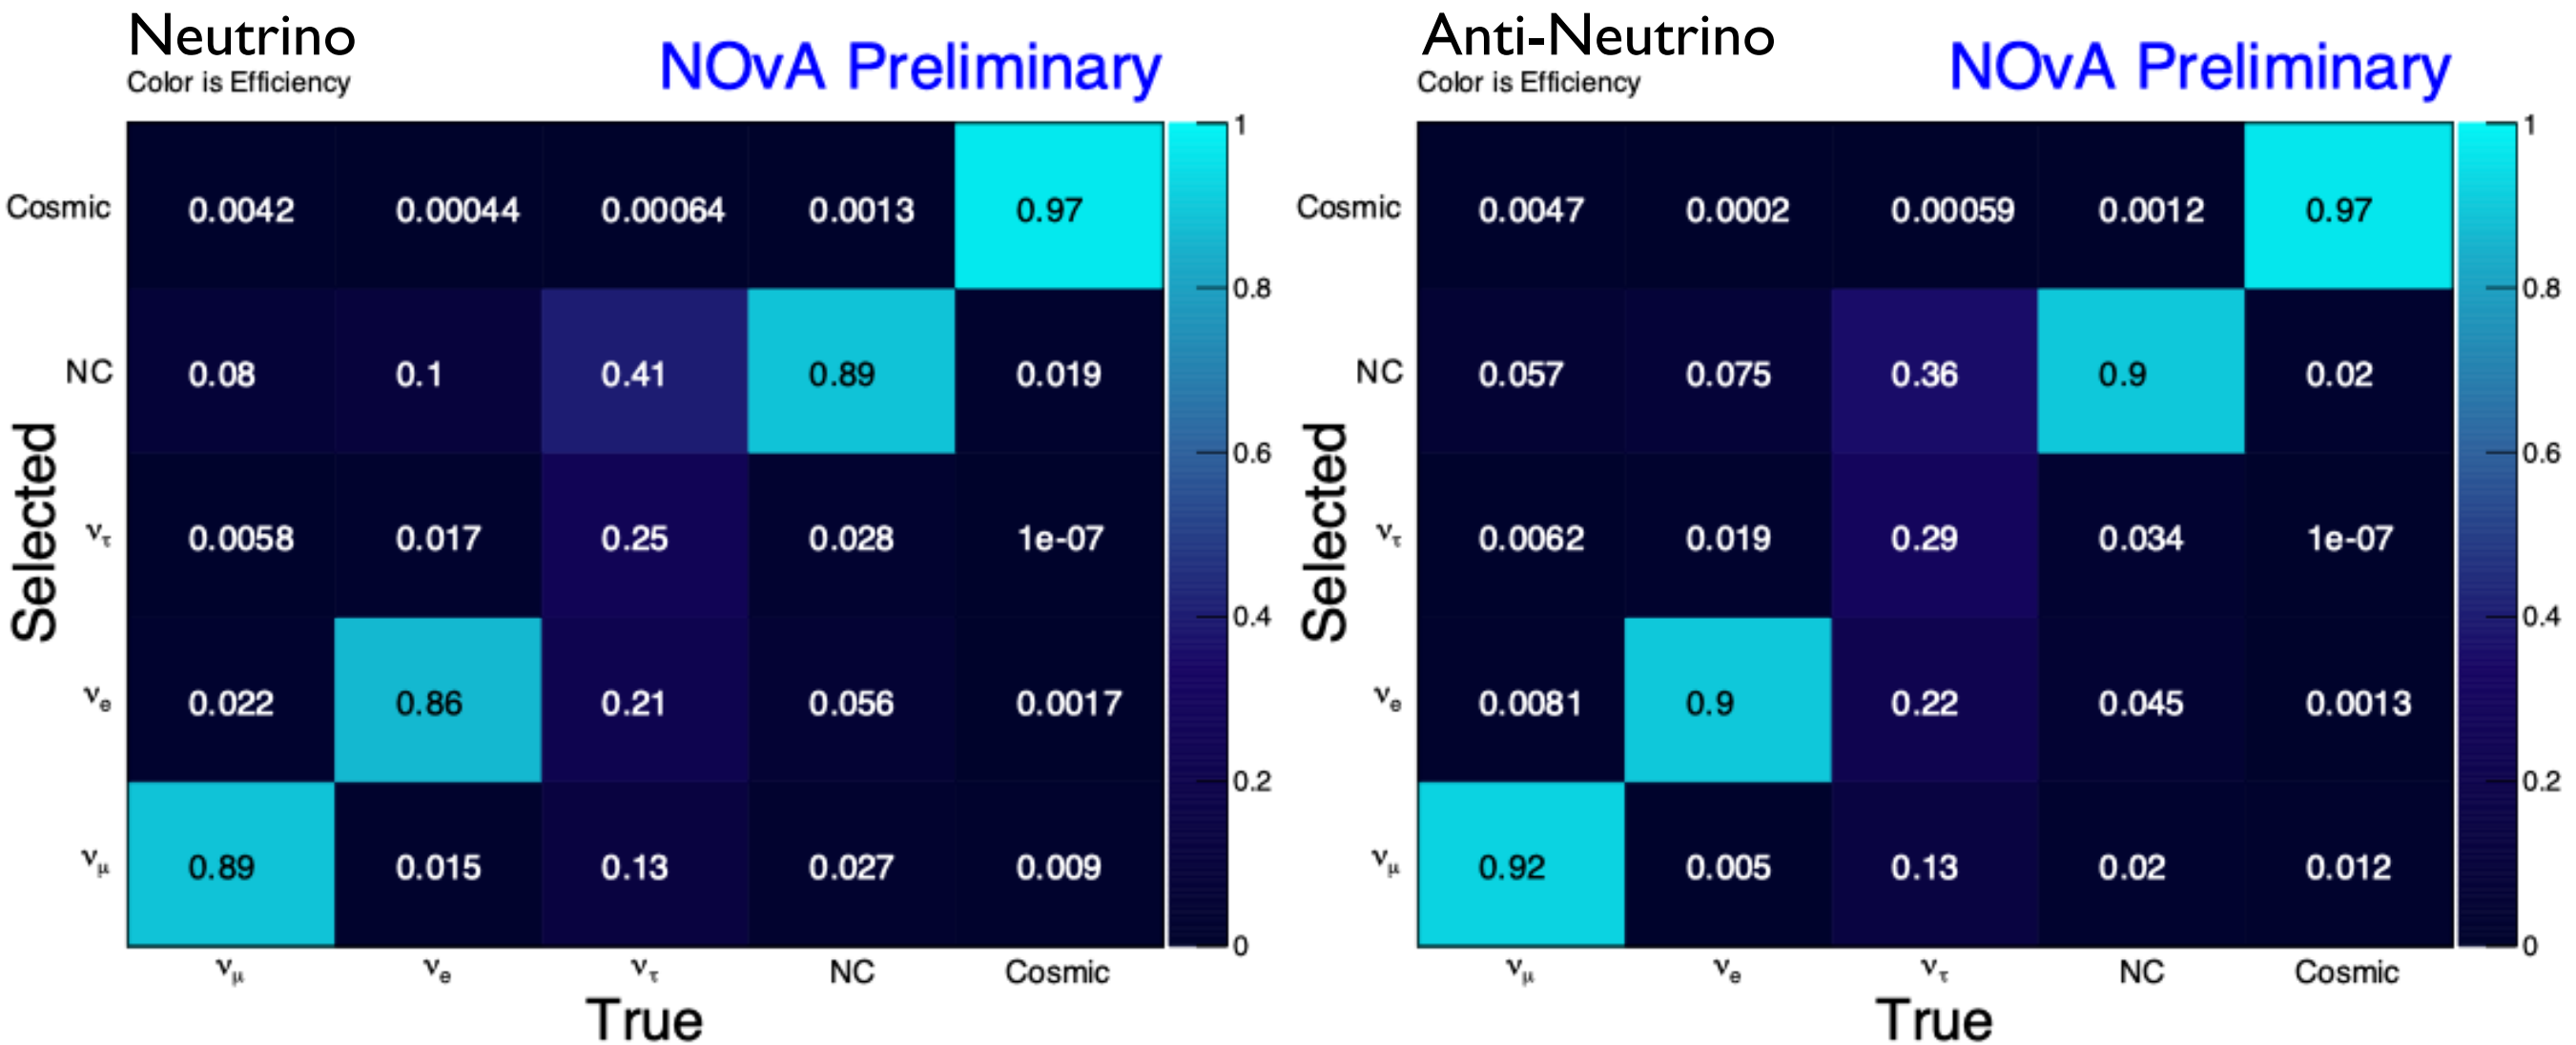 Neutrino
Color is Efficiency
NOvA Preliminary
1
Cosmic 0.0042 0.00044 0.00064 0.0013 0.97
0.8
NC 0.08 0.1 0.41 0.89 0.019
0.6
ντ 0.0058 0.017 0.25 0.028 1e-07
0.4
νe 0.022 0.86 0.21 0.056 0.0017
0.2
νμ 0.89 0.015 0.13 0.027 0.009
0
νμ νe ντ NC Cosmic
Selected
True
Anti-Neutrino
Color is Efficiency
NOvA Preliminary
1
Cosmic 0.0047 0.0002 0.00059 0.0012 0.97
0.8
NC 0.057 0.075 0.36 0.9 0.02
0.6
ντ 0.0062 0.019 0.29 0.034 1e-07
0.4
νe 0.0081 0.9 0.22 0.045 0.0013
0.2
νμ 0.92 0.005 0.13 0.02 0.012
0
νμ νe ντ NC Cosmic
Selected
True